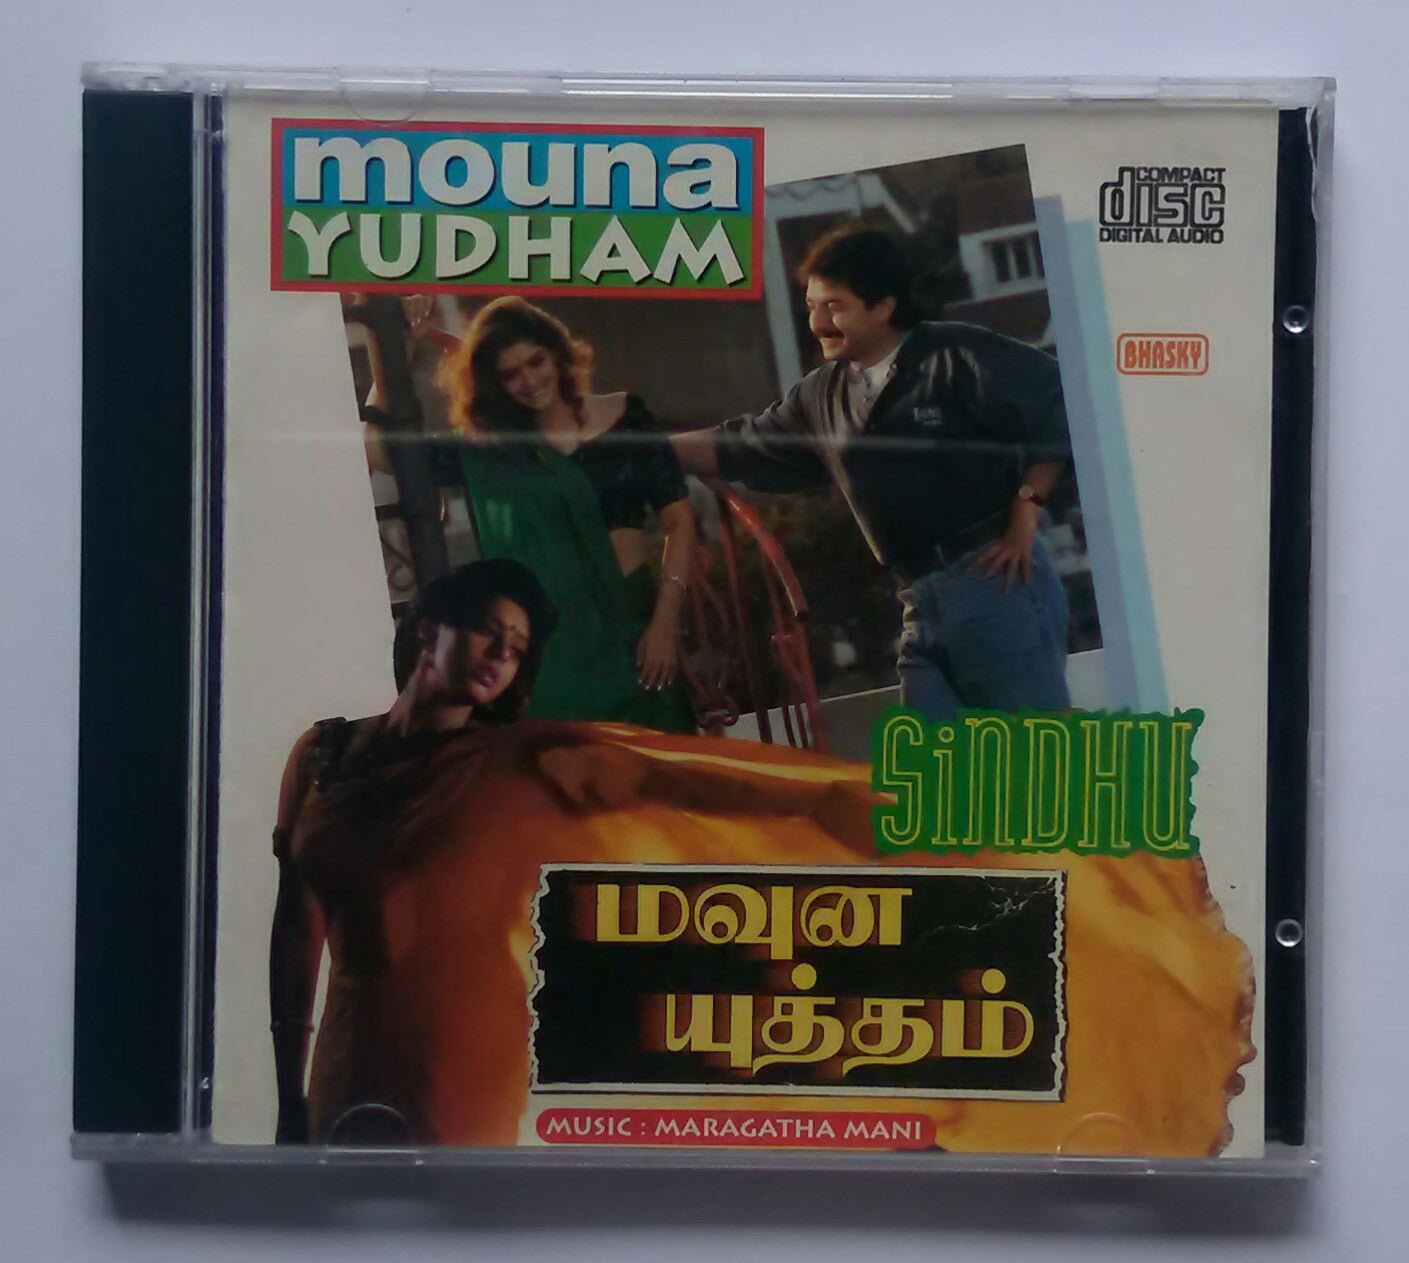 mouna
YUDHAM
COMPACT
disc
DIGITAL AUDIO
BHASKY
SiNDHU
மவுன
யுத்தம்
MUSIC : MARAGATHA MANI